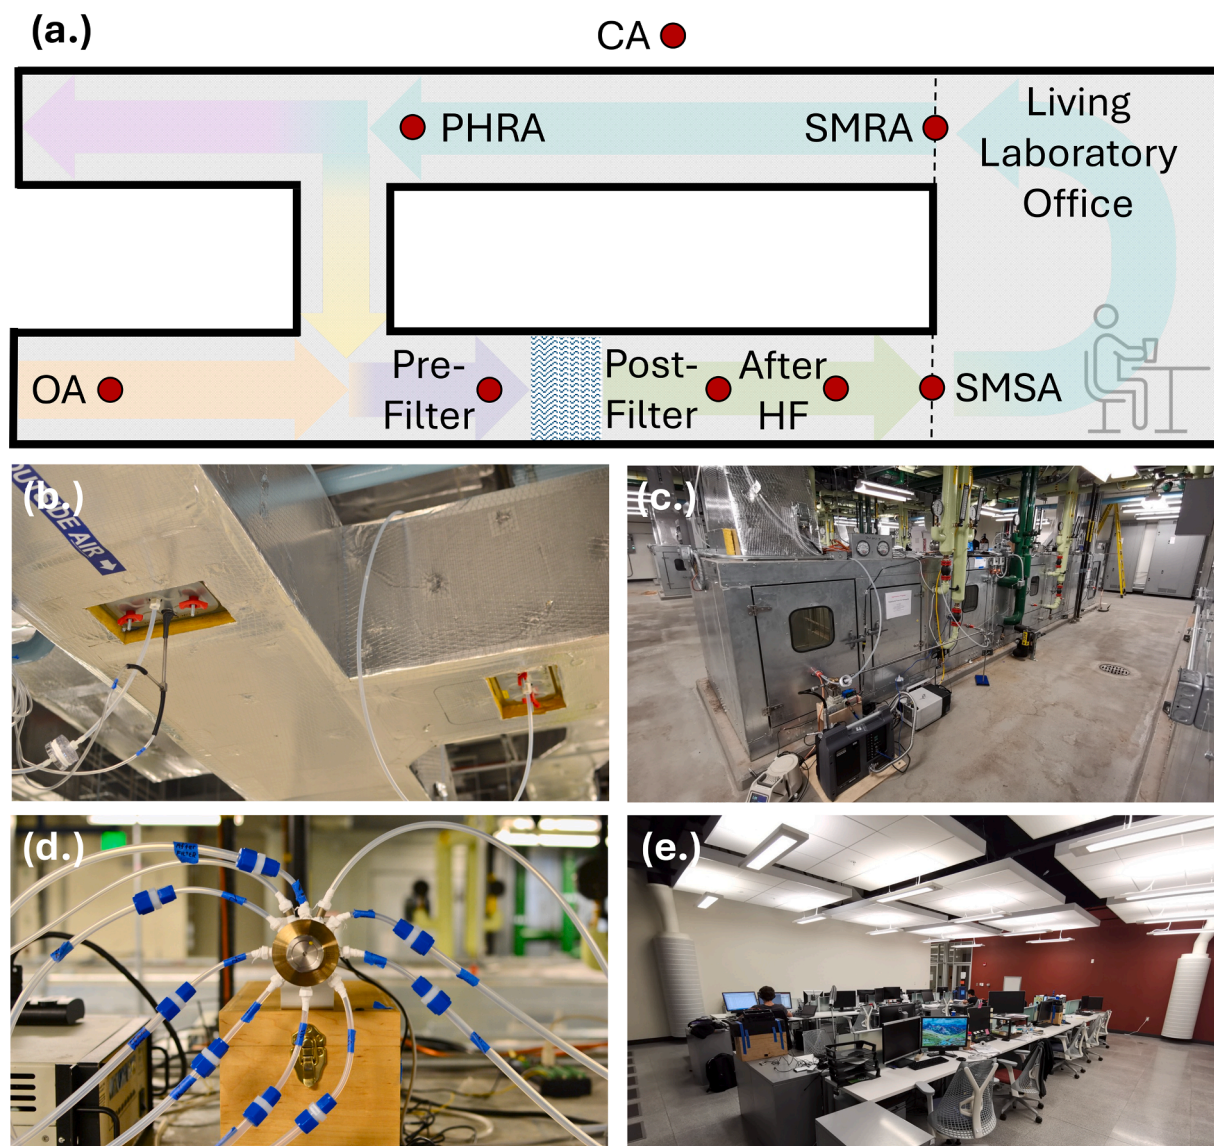 (a.)
CA
PHRA
SMRA
Living
Laboratory
Office
OA
Pre-
Filter
Post-
Filter
After
HF
SMSA
(b.)
DE AIR
(c.)
(d.)
(e.)